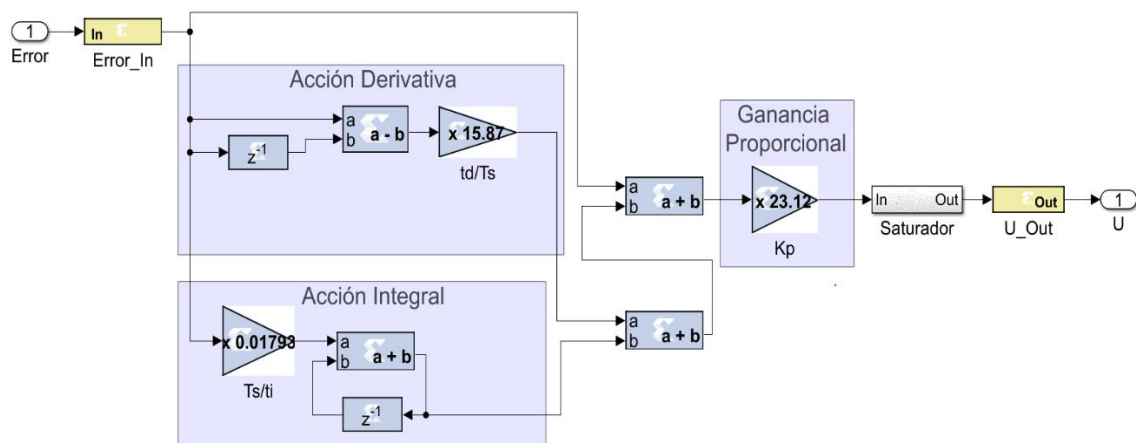 1
Error
In
Error_In
Acción Derivativa
a
b
a - b
z-1
x 15.87
td/Ts
Acción Integral
x 0.01793
Ts/ti
a
b
a + b
z-1
a
b
a + b
a
b
a + b
Ganancia
Proporcional
x 23.12
Kp
In
Out
Saturador
Out
U_Out
1
U